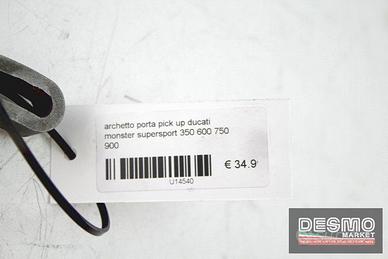 archetto porta pick up ducati
monster supersport 350 600 750
900
€ 34.9
U14540
DESMO
MARKET